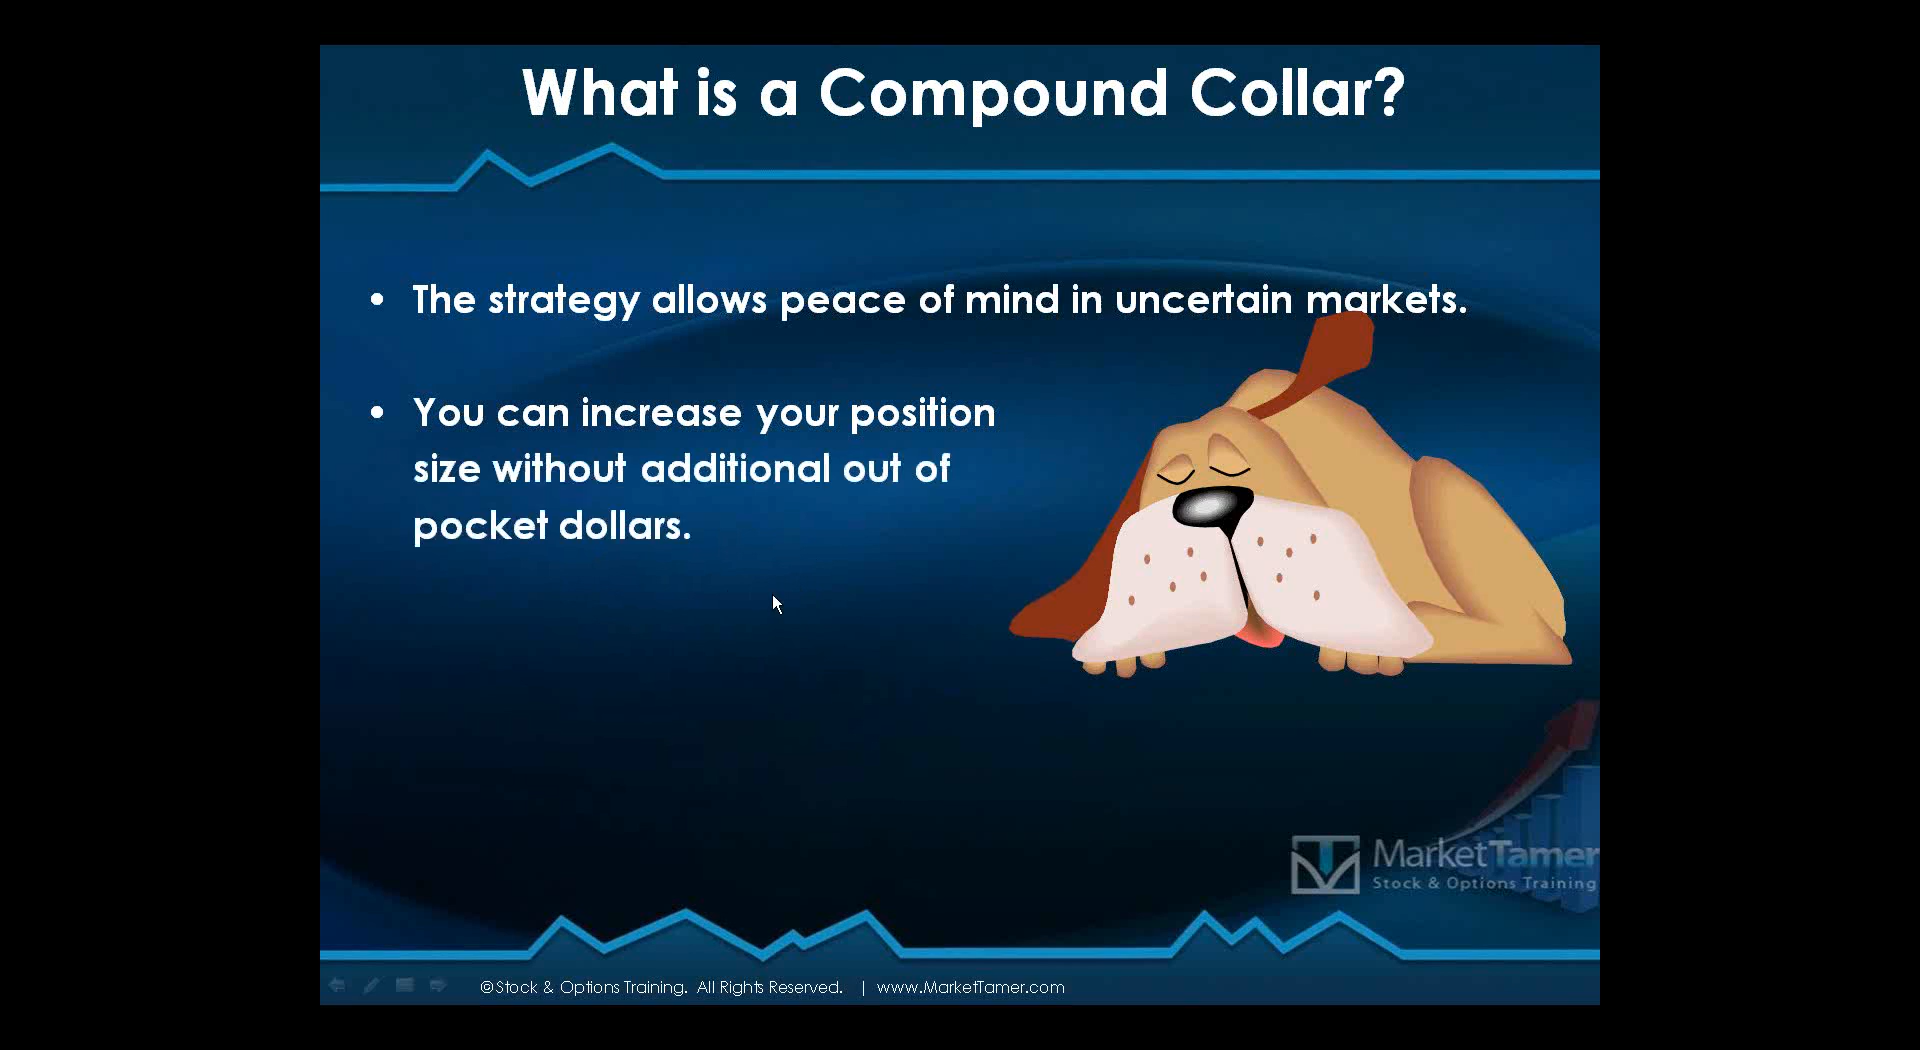 What is a Compound Collar?
• The strategy allows peace of mind in uncertain markets.
• You can increase your position
size without additional out of
pocket dollars.
MarketTamer
Stock & Options Training
©Stock & Options Training. All Rights Reserved. | www.MarketTamer.com